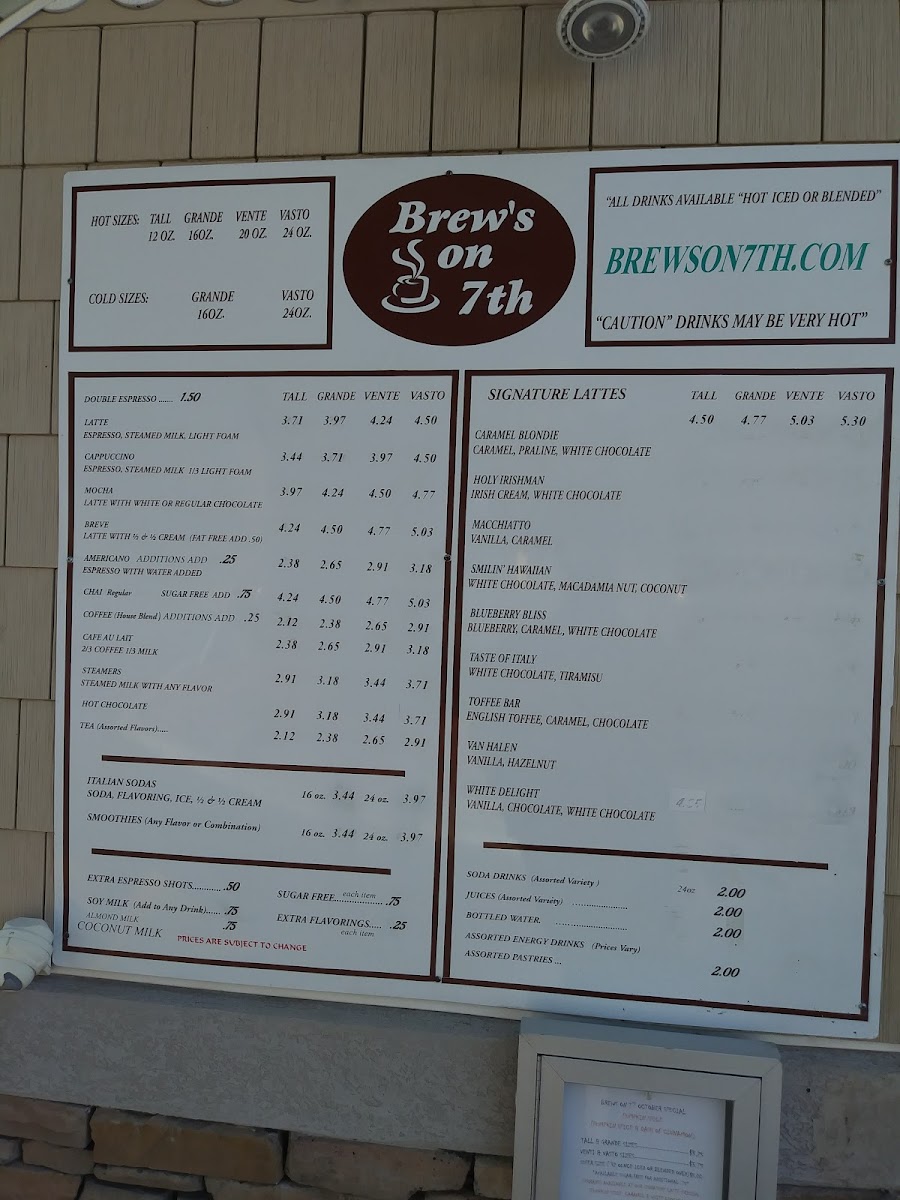 HOT SIZES: TALL GRANDE VENTE VASTO
12 OZ. 16OZ. 20 OZ. 24 OZ.
COLD SIZES: GRANDE VASTO
16OZ. 24OZ.
Brew's
on
7th
"ALL DRINKS AVAILABLE "HOT ICED OR BLENDED"
BREWSON7TH.COM
"CAUTION" DRINKS MAY BE VERY HOT"
DOUBLE ESPRESSO ...... 1.50 TALL GRANDE VENTE VASTO
LATTE 3.71 3.97 4.24 4.50
ESPRESSO, STEAMED MILK, LIGHT FOAM
CAPPUCCINO 3.44 3.71 3.97 4.50
ESPRESSO, STEAMED MILK 1/3 LIGHT FOAM
MOCHA 3.97 4.24 4.50 4.77
LATTE WITH WHITE OR REGULAR CHOCOLATE
BREVE 4.24 4.50 4.77 5.03
LATTE WITH ½ & ½ CREAM (FAT FREE ADD .50)
AMERICANO ADDITIONS ADD .25 2.38 2.65 2.91 3.18
ESPRESSO WITH WATER ADDED
CHAI Regular SUGAR FREE ADD .75 4.24 4.50 4.77 5.03
COFFEE (House Blend) ADDITIONS ADD .25 2.12 2.38 2.65 2.91
CAFE AU LAIT 2.38 2.65 2.91 3.18
2/3 COFFEE 1/3 MILK
STEAMERS 2.91 3.18 3.44 3.71
STEAMED MILK WITH ANY FLAVOR
HOT CHOCOLATE 2.91 3.18 3.44 3.71
TEA (Assorted Flavors)..... 2.12 2.38 2.65 2.91
ITALIAN SODAS
SODA, FLAVORING, ICE, ½ & ½ CREAM 16 oz. 3.44 24 oz. 3.97
SMOOTHIES (Any Flavor or Combination) 16 oz. 3.44 24 oz. 3.97
EXTRA ESPRESSO SHOTS............ .50
SOY MILK (Add to Any Drink)...... .75
ALMOND MILK .75
COCONUT MILK
each item
SUGAR FREE...................... .75
EXTRA FLAVORINGS..... .25
each item
PRICES ARE SUBJECT TO CHANGE
SIGNATURE LATTES TALL GRANDE VENTE VASTO
4.50 4.77 5.03 5.30
CARAMEL BLONDIE
CARAMEL, PRALINE, WHITE CHOCOLATE
HOLY IRISHMAN
IRISH CREAM, WHITE CHOCOLATE
MACCHIATTO
VANILLA, CARAMEL
SMILIN' HAWAIIAN
WHITE CHOCOLATE, MACADAMIA NUT, COCONUT
BLUEBERRY BLISS
BLUEBERRY, CARAMEL, WHITE CHOCOLATE
TASTE OF ITALY
WHITE CHOCOLATE, TIRAMISU
TOFFEE BAR
ENGLISH TOFFEE, CARAMEL, CHOCOLATE
VAN HALEN
VANILLA, HAZELNUT
WHITE DELIGHT
VANILLA, CHOCOLATE, WHITE CHOCOLATE
SODA DRINKS (Assorted Variety ) 24oz 2.00
JUICES (Assorted Variety) .................. 2.00
BOTTLED WATER. ....................... 2.00
ASSORTED ENERGY DRINKS (Prices Vary)
ASSORTED PASTRIES ... 2.00
BREWS ON 7TH OCTOBER SPECIAL
TALL & GRANDE